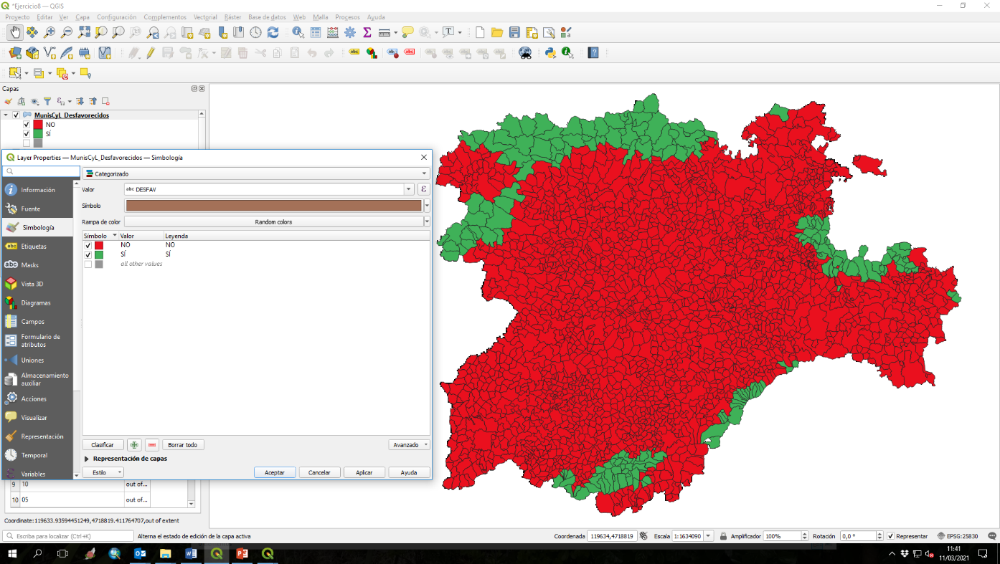 *Ejercicio8 — QGIS
Proyecto Editar Ver Capa Configuración Complementos Vectorial Ráster Base de datos Web Malla Procesos Ayuda
Capas
MunisCyL_Desfavorecidos
NO
SÍ
Layer Properties — MunisCyL_Desfavorecidos — Simbología
Información
Fuente
Simbología
Etiquetas
Masks
Vista 3D
Diagramas
Campos
Formulario de
atributos
Uniones
Almacenamiento
auxiliar
Acciones
Visualizar
Representación
Temporal
Variables
Categorizado
Valor abc DESFAV
Símbolo
Rampa de color Random colors
Símbolo Valor Leyenda
NO NO
SÍ SÍ
all other values
Clasificar Borrar todo Avanzado
Representación de capas
Estilo Aceptar Cancelar Aplicar Ayuda
9 10 out of...
10 05 out of...
Coordinate:119633.93594451249,4718819.411764707,out of extent
Escriba para localizar (Ctrl+K) Alterna el estado de edición de la capa activa Coordenada 119634,4718819 Escala 1:1634090 Amplificador 100% Rotación 0,0 ° Representar EPSG:25830
11:41
11/03/2021